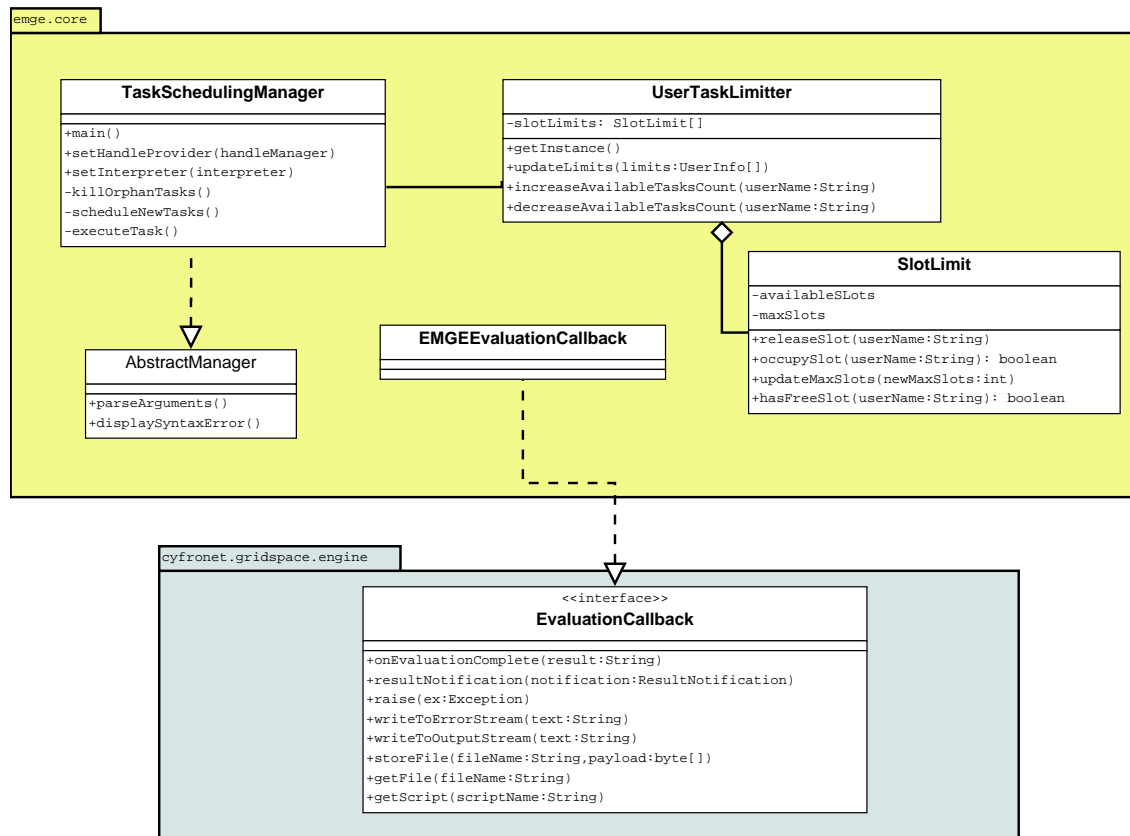 emge.core
TaskSchedulingManager
+main()
+setHandleProvider(handleManager)
+setInterpreter(interpreter)
-killOrphanTasks()
-scheduleNewTasks()
-executeTask()
UserTaskLimitter
-slotLimits: SlotLimit[]
+getInstance()
+updateLimits(limits:UserInfo[])
+increaseAvailableTasksCount(userName:String)
+decreaseAvailableTasksCount(userName:String)
SlotLimit
-availableSLots
-maxSlots
+releaseSlot(userName:String)
+occupySlot(userName:String): boolean
+updateMaxSlots(newMaxSlots:int)
+hasFreeSlot(userName:String): boolean
EMGEEvaluationCallback
AbstractManager
+parseArguments()
+displaySyntaxError()
cyfronet.gridspace.engine
<<interface>>
EvaluationCallback
+onEvaluationComplete(result:String)
+resultNotification(notification:ResultNotification)
+raise(ex:Exception)
+writeToErrorStream(text:String)
+writeToOutputStream(text:String)
+storeFile(fileName:String,payload:byte[])
+getFile(fileName:String)
+getScript(scriptName:String)